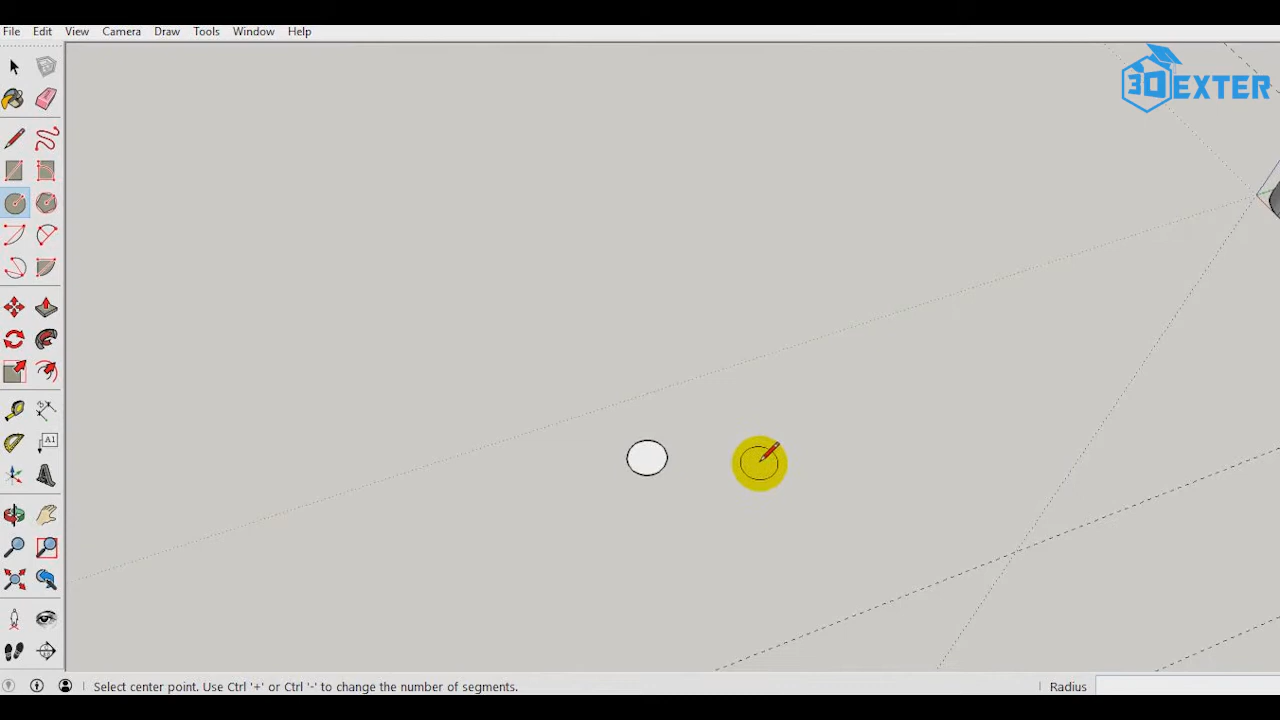 File Edit View Camera Draw Tools Window Help
3DEXTER
A1
Select center point. Use Ctrl '+' or Ctrl '-' to change the number of segments.
Radius